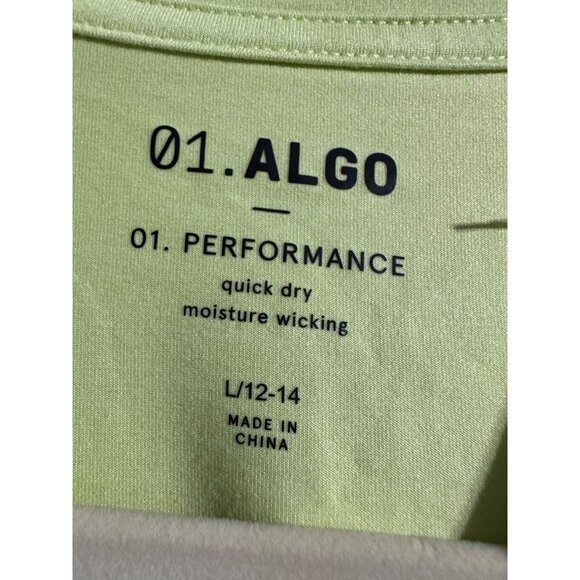 01.ALGO
01. PERFORMANCE
quick dry
moisture wicking
L/12-14
MADE IN
CHINA